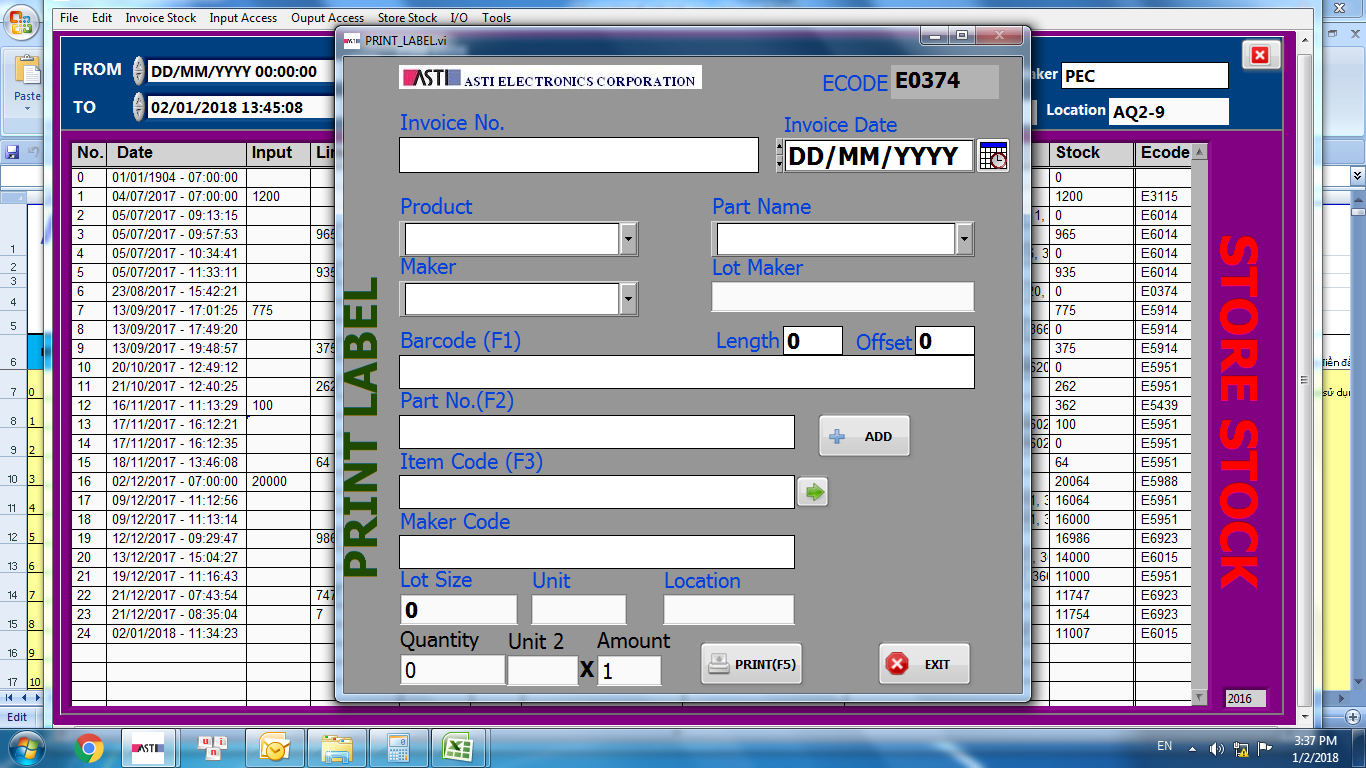 File Edit Invoice Stock Input Access Ouput Access Store Stock I/O Tools
PRINT_LABEL.vi
FROM DD/MM/YYYY 00:00:00
TO 02/01/2018 13:45:08
PEC
Location AQ2-9
ASTI ASTI ELECTRONICS CORPORATION
ECODE E0374
Invoice No. Invoice Date
DD/MM/YYYY
Product Part Name
Maker Lot Maker
Barcode (F1) Length 0 Offset 0
Part No.(F2)
ADD
Item Code (F3)
Maker Code
Lot Size Unit Location
0
Quantity Unit 2 Amount
0 X 1
PRINT(F5) EXIT
PRINT LABEL
STORE STOCK
2016
No. Date Input Stock Ecode
0 01/01/1904 - 07:00:00 0
1 04/07/2017 - 07:00:00 1200 1200 E3115
2 05/07/2017 - 09:13:15 0 E6014
3 05/07/2017 - 09:57:53 965 965 E6014
4 05/07/2017 - 10:34:41 0 E6014
5 05/07/2017 - 11:33:11 935 935 E6014
6 23/08/2017 - 15:42:21 0 E0374
7 13/09/2017 - 17:01:25 775 775 E5914
8 13/09/2017 - 17:49:20 0 E5914
9 13/09/2017 - 19:48:57 375 375 E5914
10 20/10/2017 - 12:49:12 0 E5951
11 21/10/2017 - 12:40:25 262 262 E5951
12 16/11/2017 - 11:13:29 100 362 E5439
13 17/11/2017 - 16:12:21 100 E5951
14 17/11/2017 - 16:12:35 0 E5951
15 18/11/2017 - 13:46:08 64 64 E5951
16 02/12/2017 - 07:00:00 20000 20064 E5988
17 09/12/2017 - 11:12:56 16064 E5951
18 09/12/2017 - 11:13:14 16000 E5951
19 12/12/2017 - 09:29:47 986 16986 E6923
20 13/12/2017 - 15:04:27 14000 E6015
21 19/12/2017 - 11:16:43 11000 E5951
22 21/12/2017 - 07:43:54 747 11747 E6923
23 21/12/2017 - 08:35:04 7 11754 E6923
24 02/01/2018 - 11:34:23 11007 E6015
Paste
Edit
ASTI
EN
3:37 PM
1/2/2018